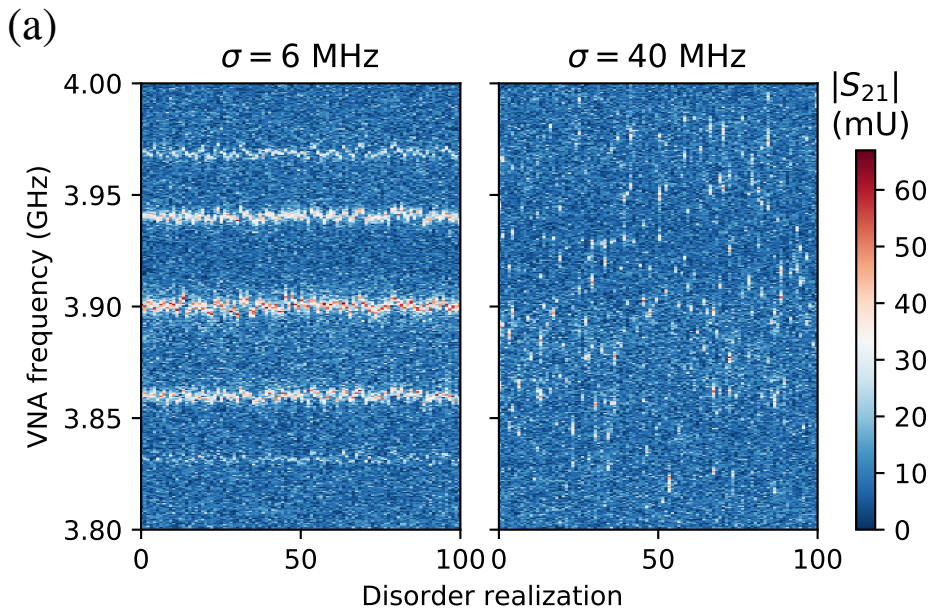 (a)
σ = 6 MHz
σ = 40 MHz
|S21|
(mU)
VNA frequency (GHz)
4.00
3.95
3.90
3.85
3.80
0
50
100
0
50
100
Disorder realization
60
50
40
30
20
10
0